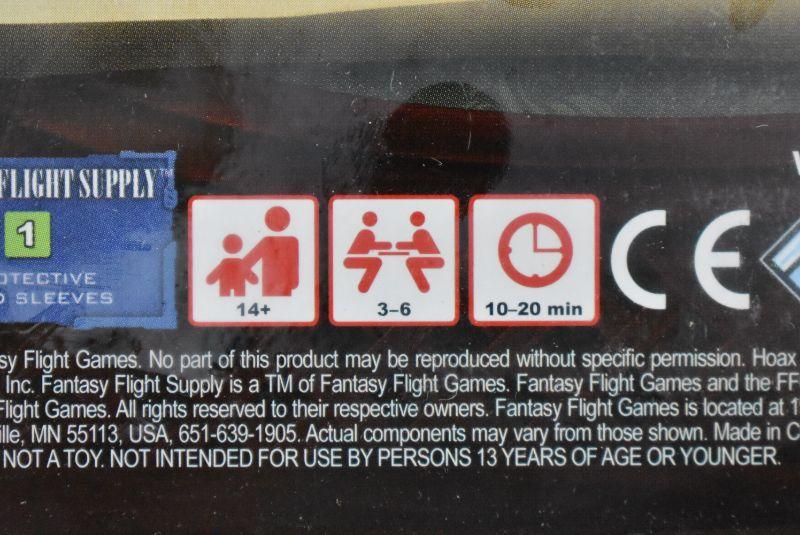 FLIGHT SUPPLY™
1
OTECTIVE
SLEEVES
14+
3–6
10–20 min
CE
sy Flight Games. No part of this product may be reproduced without specific permission. Hoax
Inc. Fantasy Flight Supply is a TM of Fantasy Flight Games. Fantasy Flight Games and the FF
Flight Games. All rights reserved to their respective owners. Fantasy Flight Games is located at 1
ille, MN 55113, USA, 651-639-1905. Actual components may vary from those shown. Made in C
NOT A TOY. NOT INTENDED FOR USE BY PERSONS 13 YEARS OF AGE OR YOUNGER.